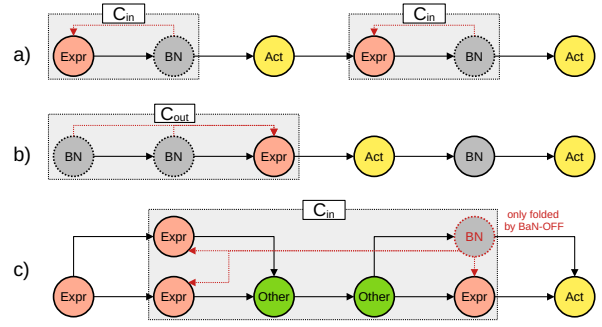 C_in C_in
a) Expr BN Act Expr BN Act
C_out
b) BN BN Expr Act BN Act
C_in
only folded
by BaN-OFF
Expr BN
c) Expr Expr Other Other Expr Act